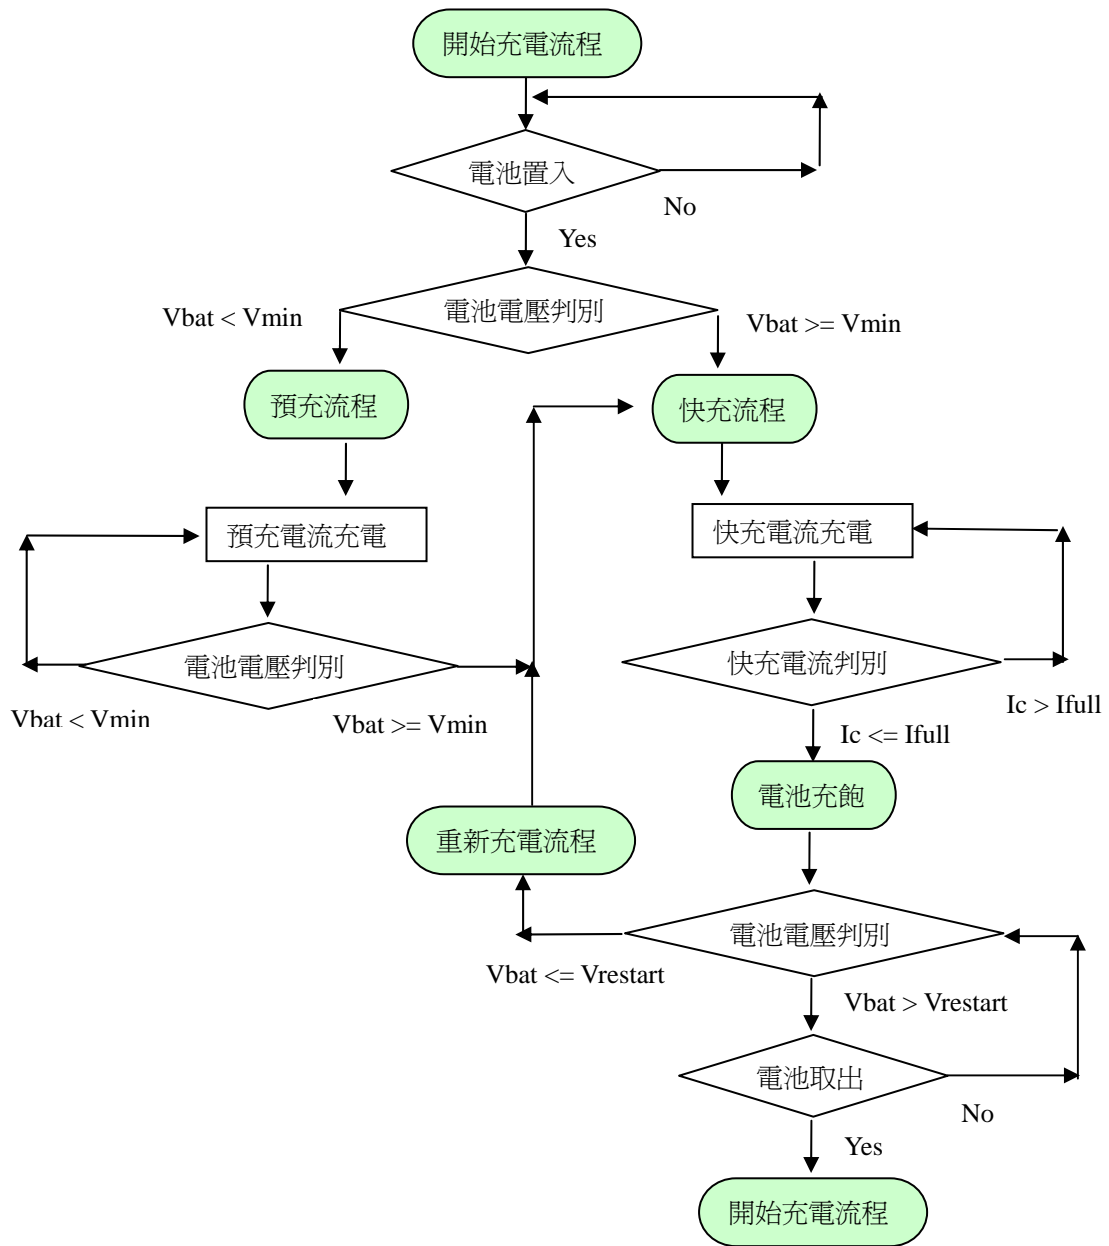 開始充電流程
電池置入
No
Yes
電池電壓判別
Vbat < Vmin
Vbat >= Vmin
預充流程
快充流程
預充電流充電
快充電流充電
電池電壓判別
快充電流判別
Vbat < Vmin
Vbat >= Vmin
Ic > Ifull
Ic <= Ifull
電池充飽
重新充電流程
電池電壓判別
Vbat <= Vrestart
Vbat > Vrestart
電池取出
No
Yes
開始充電流程